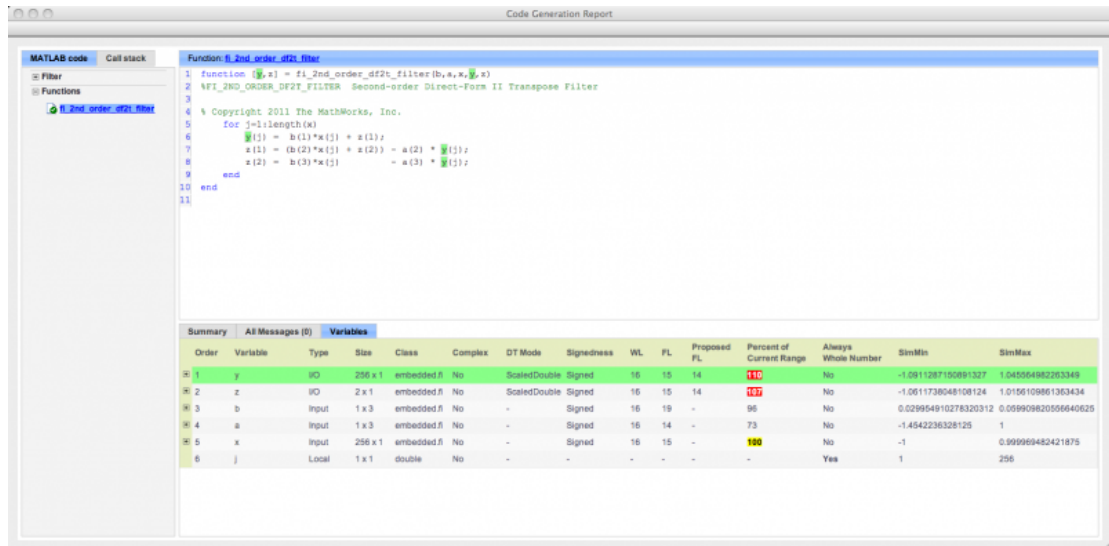 Code Generation Report
MATLAB code Call stack
Filter
Functions
fi_2nd_order_df2t_filter
Function: fi_2nd_order_df2t_filter
1 function [y,z] = fi_2nd_order_df2t_filter(b,a,x,y,z)
2 %FI_2ND_ORDER_DF2T_FILTER Second-order Direct-Form II Transpose Filter
3
4 % Copyright 2011 The MathWorks, Inc.
5 for j=1:length(x)
6 y(j) = b(1)*x(j) + z(1);
7 z(1) = (b(2)*x(j) + z(2)) - a(2) * y(j);
8 z(2) = b(3)*x(j) - a(3) * y(j);
9 end
10 end
11
Summary All Messages (0) Variables
Order Variable Type Size Class Complex DT Mode Signedness WL FL Proposed FL Percent of Current Range Always Whole Number SimMin SimMax
1 y I/O 256 x 1 embedded.fi No ScaledDouble Signed 16 15 14 110 No -1.0911287150891327 1.045564982263349
2 z I/O 2 x 1 embedded.fi No ScaledDouble Signed 16 15 14 107 No -1.0611738048108124 1.0156109861363434
3 b Input 1 x 3 embedded.fi No - Signed 16 19 - 96 No 0.029954910278320312 0.059909820556640625
4 a Input 1 x 3 embedded.fi No - Signed 16 14 - 73 No -1.4542236328125 1
5 x Input 256 x 1 embedded.fi No - Signed 16 15 - 100 No -1 0.999969482421875
6 j Local 1 x 1 double No - - - - - - Yes 1 256